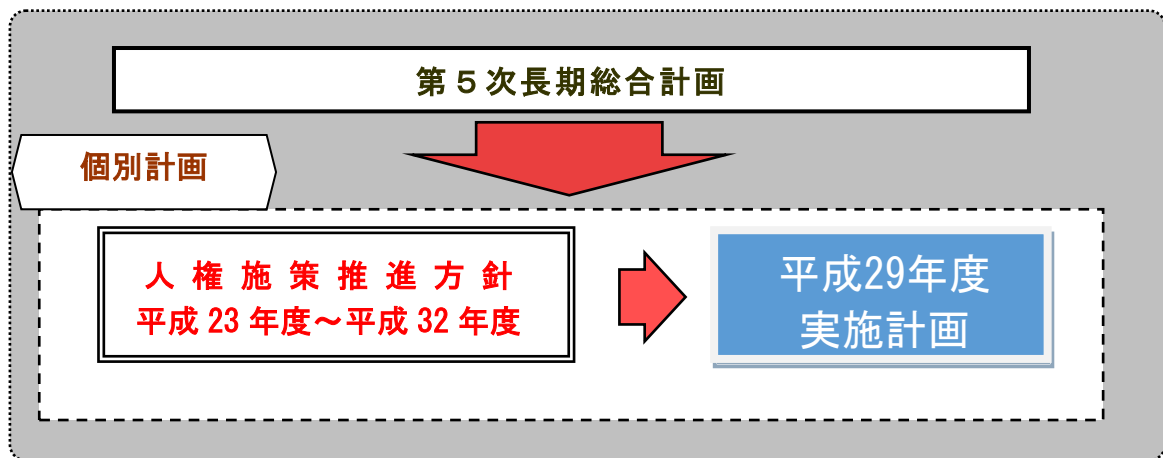 第５次長期総合計画
個別計画
人権施策推進方針
平成 23 年度～平成 32 年度
平成29年度
実施計画